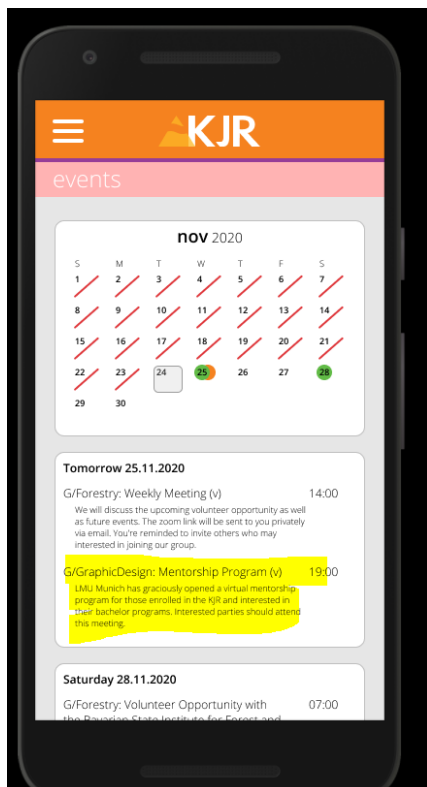 KJR
events
nov 2020
S M T W T F S
1 2 3 4 5 6 7
8 9 10 11 12 13 14
15 16 17 18 19 20 21
22 23 24 25 26 27 28
29 30
Tomorrow 25.11.2020
G/Forestry: Weekly Meeting (v) 14:00
We will discuss the upcoming volunteer opportunity as well
as future events. The zoom link will be sent to you privately
via email. You're reminded to invite others who may
interested in joining our group.
G/GraphicDesign: Mentorship Program (v) 19:00
LMU Munich has graciously opened a virtual mentorship
program for those enrolled in the KJR and interested in
their bachelor programs. Interested parties should attend
this meeting.
Saturday 28.11.2020
G/Forestry: Volunteer Opportunity with 07:00
the Bavarian State Institute for Forest and